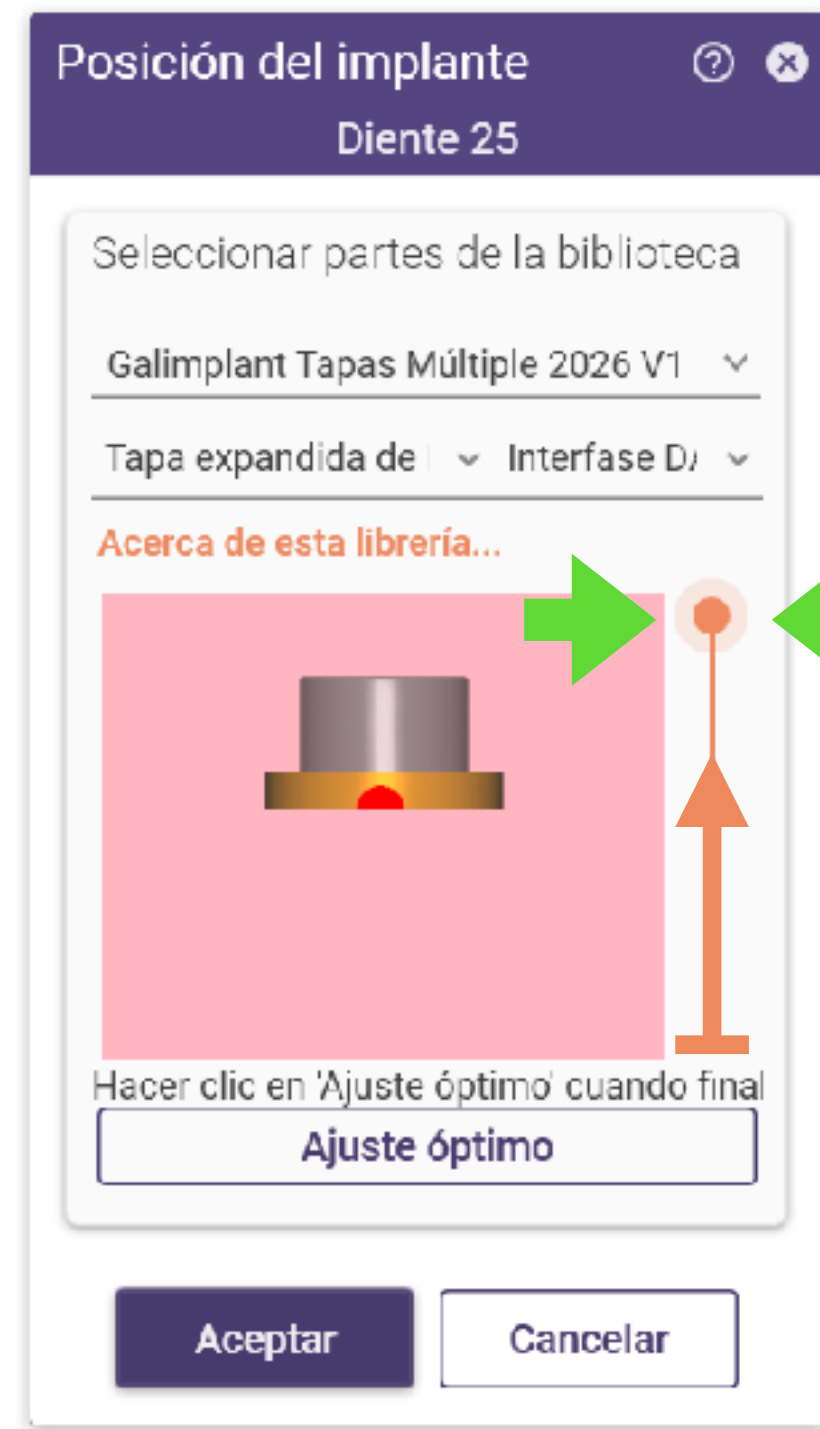 Posición del implante
Diente 25
Seleccionar partes de la biblioteca
Galimplant Tapas Múltiple 2026 V1
Tapa expandida de Interfase D
Acerca de esta librería...
Hacer clic en 'Ajuste óptimo' cuando final
Ajuste óptimo
Aceptar Cancelar